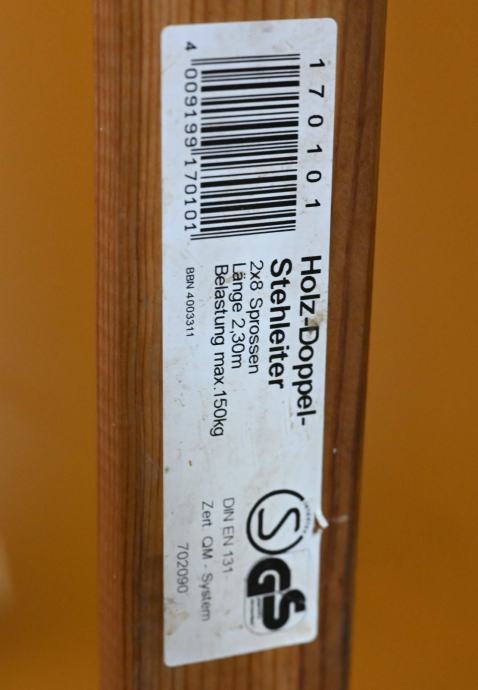 170101
4 009199 170101
Holz-Doppel-
Stehleiter
2x8 Sprossen
Länge 2,30m
Belastung max.150kg
BBN 4003311
S GS
DIN EN 131
Zert. QM - System
702090